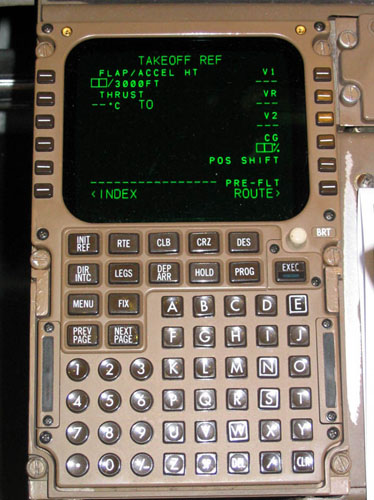 TAKEOFF REF
FLAP/ACCEL HT V1
□□/3000FT --
THRUST VR
--°C TO --
V2
--
CG
□□%
POS SHIFT
---------------- PRE-FLT
<INDEX ROUTE>
BRT
INIT REF RTE CLB CRZ DES
DIR INTC LEGS DEP ARR HOLD PROG EXEC
MENU FIX A B C D E
PREV PAGE NEXT PAGE F G H I J
1 2 3 K L M N O
4 5 6 P Q R S T
7 8 9 U V W X Y
. 0 +/- Z SP DEL / CLR